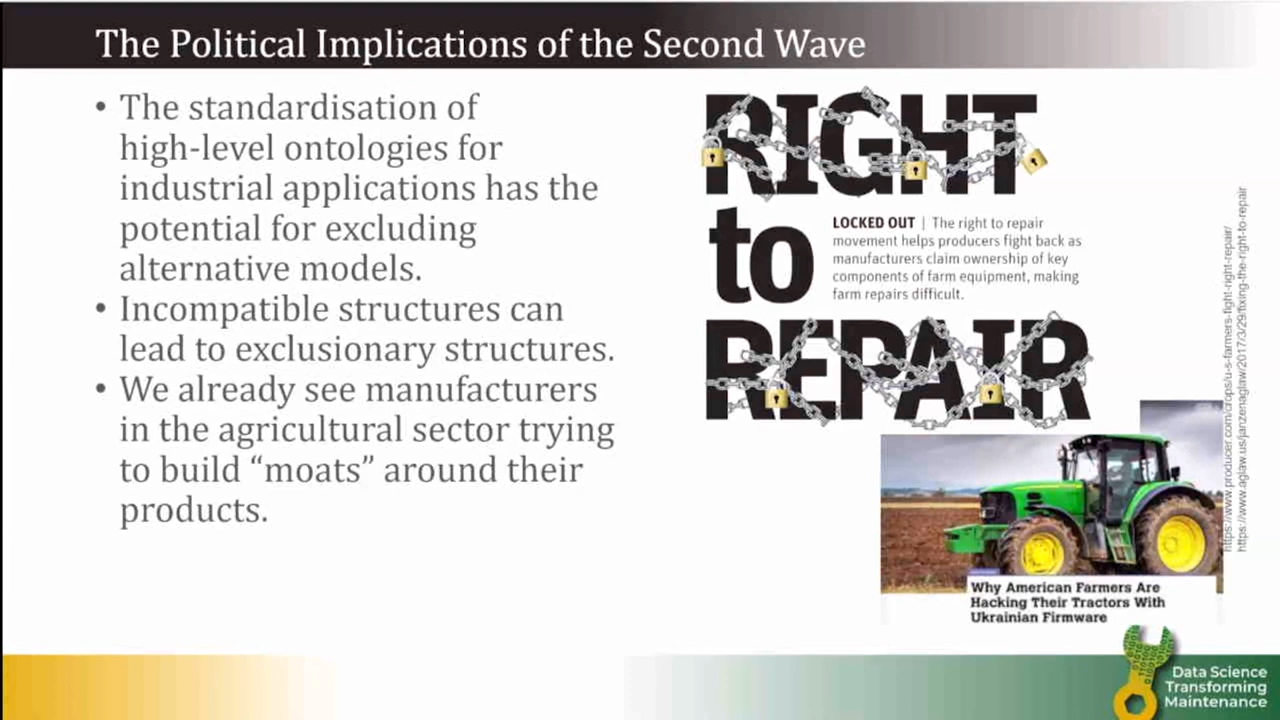 The Political Implications of the Second Wave
• The standardisation of
high-level ontologies for
industrial applications has the
potential for excluding
alternative models.
• Incompatible structures can
lead to exclusionary structures.
• We already see manufacturers
in the agricultural sector trying
to build “moats” around their
products.
RIGHT
to
REPAIR
LOCKED OUT | The right to repair
movement helps producers fight back as
manufacturers claim ownership of key
components of farm equipment, making
farm repairs difficult.
https://www.producer.com/crops/u-s-farmers-fight-right-repair/
https://www.aglaw.us/janzenaglaw/2017/3/29/fixing-the-right-to-repair
Why American Farmers Are
Hacking Their Tractors With
Ukrainian Firmware
Data Science
Transforming
Maintenance